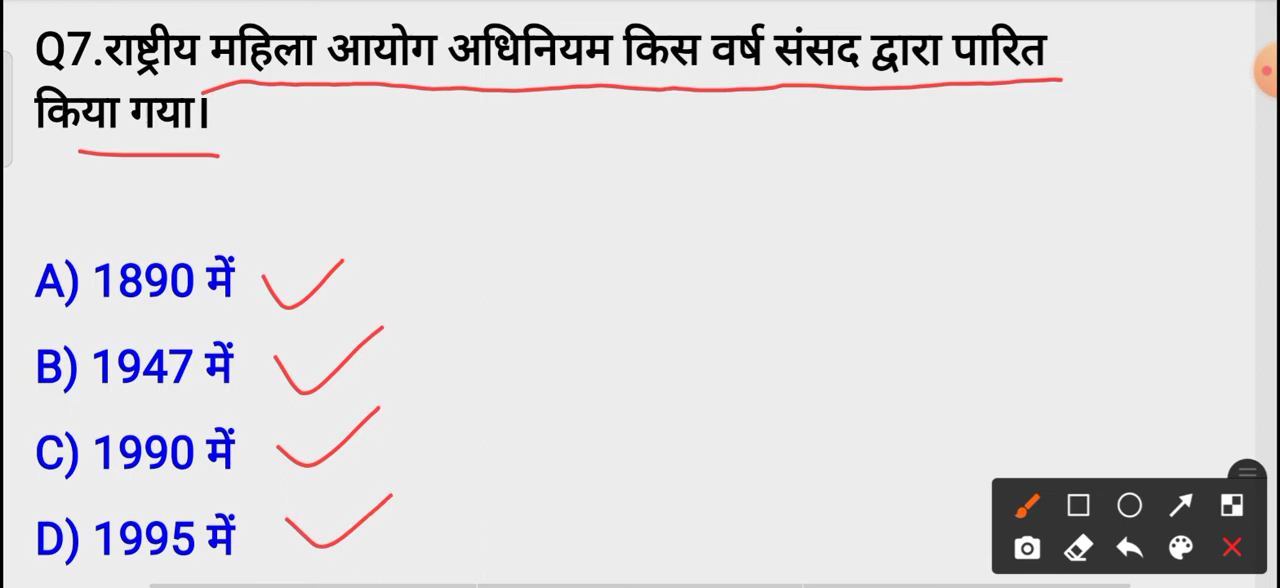 Q7.राष्ट्रीय महिला आयोग अधिनियम किस वर्ष संसद द्वारा पारित
किया गया।
A) 1890 में
B) 1947 में
C) 1990 में
D) 1995 में